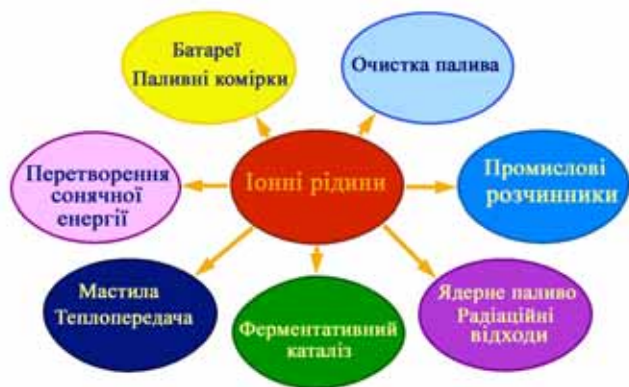 Батареї
Паливні комірки
Очистка палива
Перетворення
сонячної
енергії
Іонні рідини
Промислові
розчинники
Мастила
Теплопередача
Ферментативний
каталіз
Ядерне паливо
Радіаційні
відходи